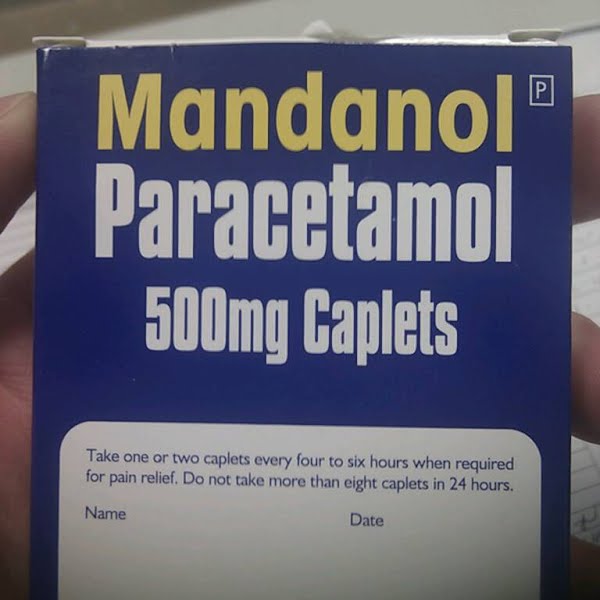 Mandanol P
Paracetamol
500mg Caplets
Take one or two caplets every four to six hours when required
for pain relief. Do not take more than eight caplets in 24 hours.
Name Date